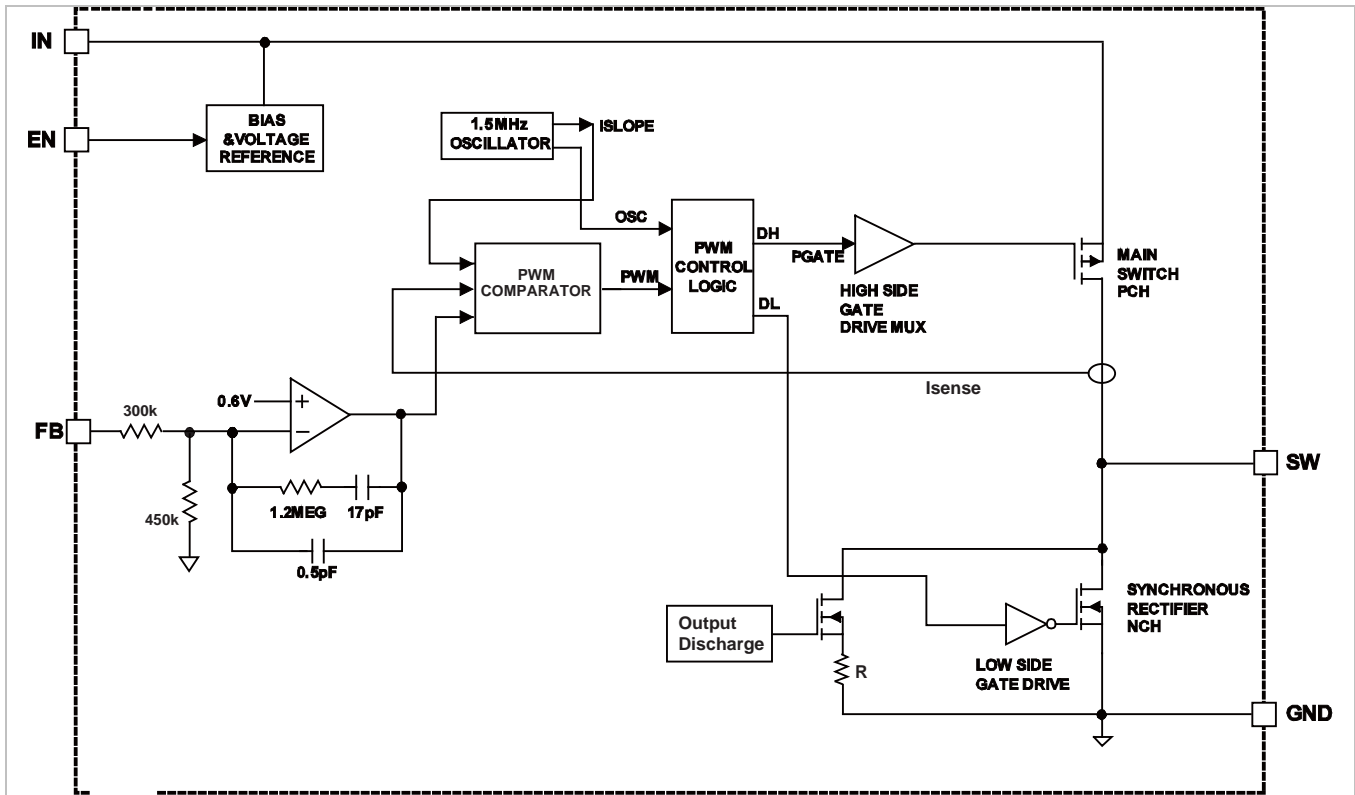 IN
EN
BIAS
&VOLTAGE
REFERENCE
1.5MHz
OSCILLATOR
ISLOPE
OSC
PWM
COMPARATOR
PWM
PWM
CONTROL
LOGIC
DH
DL
PGATE
HIGH SIDE
GATE
DRIVE MUX
MAIN
SWITCH
PCH
Isense
0.6V
+
−
FB
300k
450k
1.2MEG
17pF
0.5pF
SW
Output
Discharge
R
LOW SIDE
GATE DRIVE
SYNCHRONOUS
RECTIFIER
NCH
GND